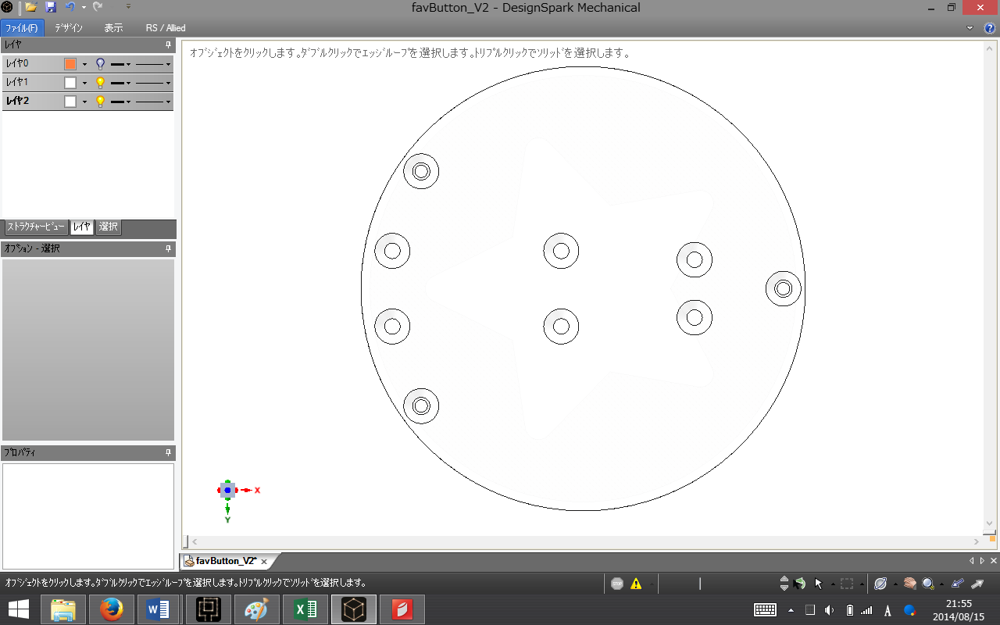 favButton_V2 - DesignSpark Mechanical
ファイル(F) デザイン 表示 RS / Allied
レイヤ
レイヤ0
レイヤ1
レイヤ2
ストラクチャービュー レイヤ 選択
オプション - 選択
プロパティ
オブジェクトをクリックします。ダブルクリックでエッジループを選択します。トリプルクリックでソリッドを選択します。
X
Y
favButton_V2*
オブジェクトをクリックします。ダブルクリックでエッジループを選択します。トリプルクリックでソリッドを選択します。
STOP
A
21:55
2014/08/15